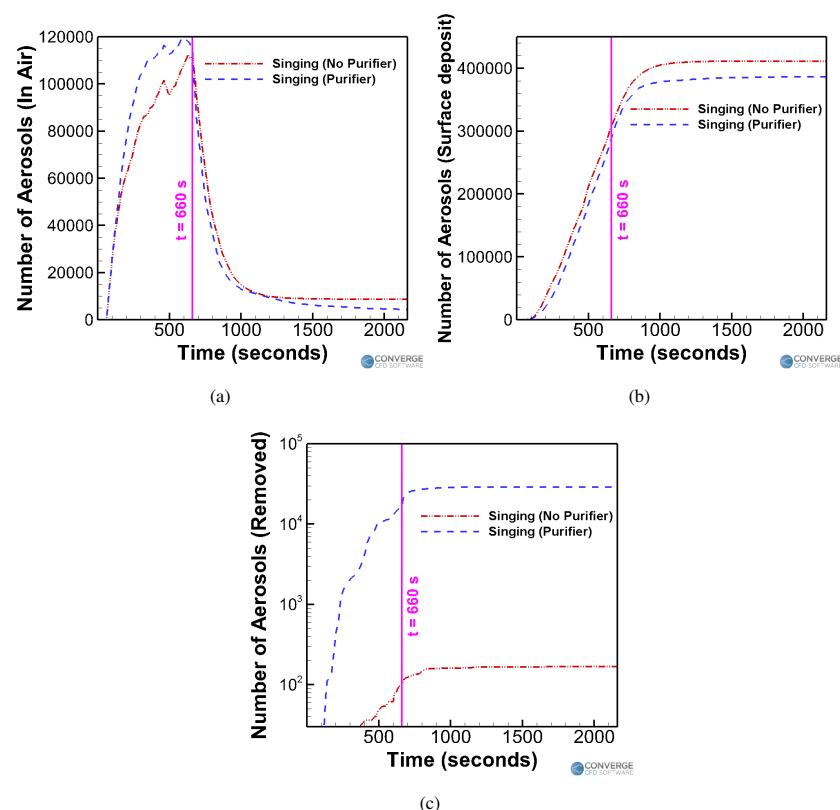 120000
100000
80000
60000
40000
20000
0
Number of Aerosols (In Air)
Singing (No Purifier)
Singing (Purifier)
t = 660 s
500 1000 1500 2000
Time (seconds)
CONVERGE
CFD SOFTWARE
(a)
400000
300000
200000
100000
0
Number of Aerosols (Surface deposit)
Singing (No Purifier)
Singing (Purifier)
t = 660 s
500 1000 1500 2000
Time (seconds)
CONVERGE
CFD SOFTWARE
(b)
10^5
10^4
10^3
10^2
Number of Aerosols (Removed)
Singing (No Purifier)
Singing (Purifier)
t = 660 s
500 1000 1500 2000
Time (seconds)
CONVERGE
CFD SOFTWARE
(c)